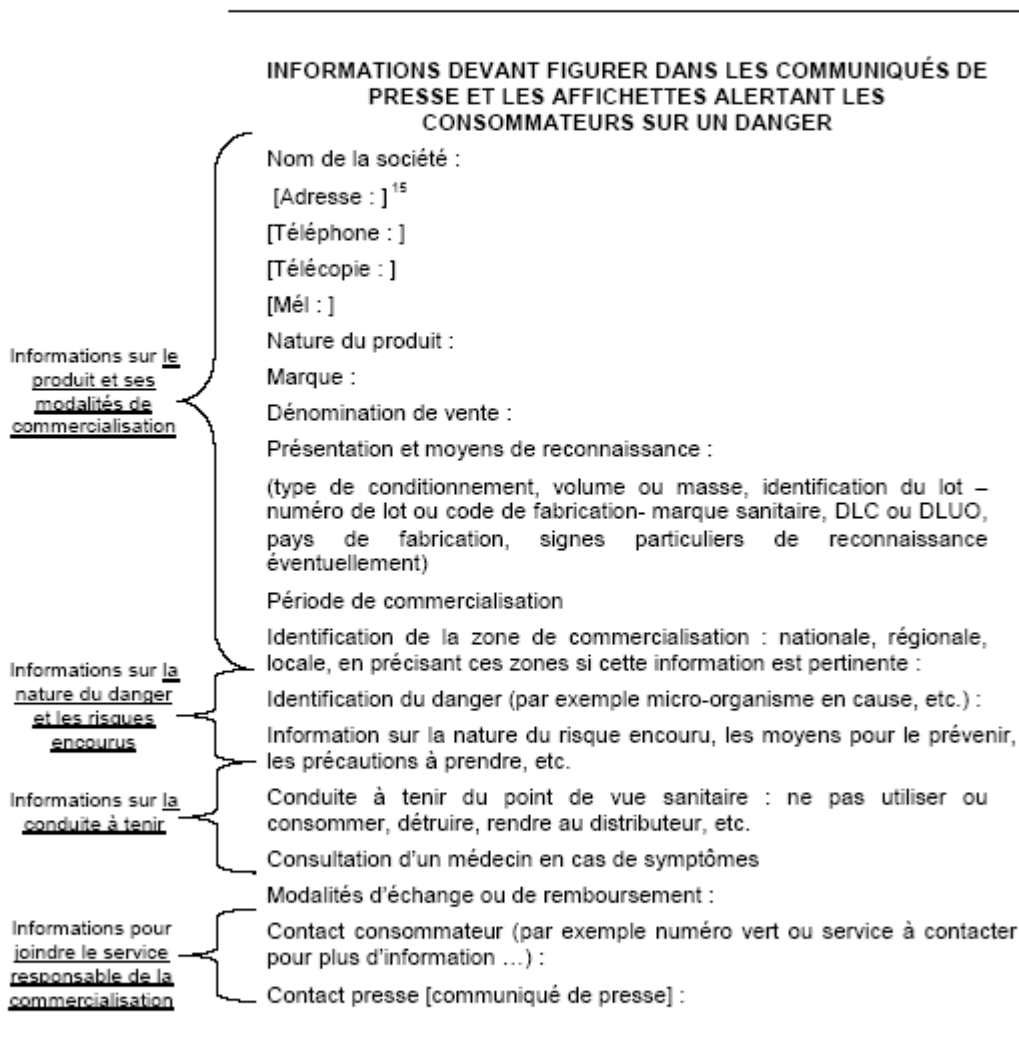 INFORMATIONS DEVANT FIGURER DANS LES COMMUNIQUÉS DE
PRESSE ET LES AFFICHETTES ALERTANT LES
CONSOMMATEURS SUR UN DANGER
Nom de la société :
[Adresse : ] 15
[Téléphone : ]
[Télécopie : ]
[Mél : ]
Nature du produit :
Marque :
Dénomination de vente :
Présentation et moyens de reconnaissance :
(type de conditionnement, volume ou masse, identification du lot –
numéro de lot ou code de fabrication- marque sanitaire, DLC ou DLUO,
pays de fabrication, signes particuliers de reconnaissance
éventuellement)
Période de commercialisation
Identification de la zone de commercialisation : nationale, régionale,
locale, en précisant ces zones si cette information est pertinente :
Informations sur le
produit et ses
modalités de
commercialisation
Identification du danger (par exemple micro-organisme en cause, etc.) :
Information sur la nature du risque encouru, les moyens pour le prévenir,
les précautions à prendre, etc.
Informations sur la
nature du danger
et les risques
encourus
Conduite à tenir du point de vue sanitaire : ne pas utiliser ou
consommer, détruire, rendre au distributeur, etc.
Consultation d'un médecin en cas de symptômes
Informations sur la
conduite à tenir
Modalités d'échange ou de remboursement :
Contact consommateur (par exemple numéro vert ou service à contacter
pour plus d'information …) :
Contact presse [communiqué de presse] :
Informations pour
joindre le service
responsable de la
commercialisation